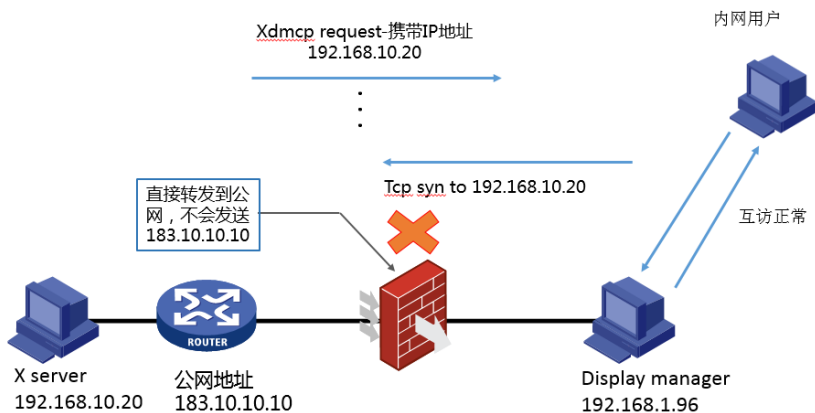 Xdmcp request-携带IP地址
192.168.10.20
内网用户
Tcp syn to 192.168.10.20
直接转发到公
网，不会发送
183.10.10.10
互访正常
ROUTER
X server
192.168.10.20
公网地址
183.10.10.10
Display manager
192.168.1.96